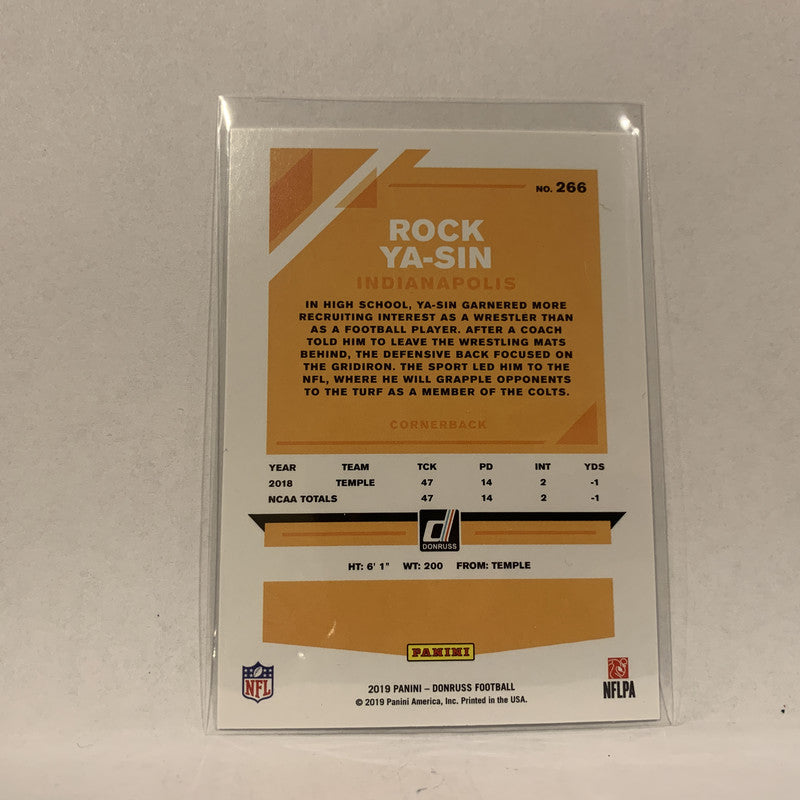 NO. 266
ROCK
YA-SIN
INDIANAPOLIS
IN HIGH SCHOOL, YA-SIN GARNERED MORE
RECRUITING INTEREST AS A WRESTLER THAN
AS A FOOTBALL PLAYER. AFTER A COACH
TOLD HIM TO LEAVE THE WRESTLING MATS
BEHIND, THE DEFENSIVE BACK FOCUSED ON
THE GRIDIRON. THE SPORT LED HIM TO THE
NFL, WHERE HE WILL GRAPPLE OPPONENTS
TO THE TURF AS A MEMBER OF THE COLTS.
CORNERBACK
YEAR TEAM TCK PD INT YDS
2018 TEMPLE 47 14 2 -1
NCAA TOTALS 47 14 2 -1
d
DONRUSS
HT: 6' 1" WT: 200 FROM: TEMPLE
PANINI
NFL
2019 PANINI – DONRUSS FOOTBALL
© 2019 Panini America, Inc. Printed in the USA.
NFLPA